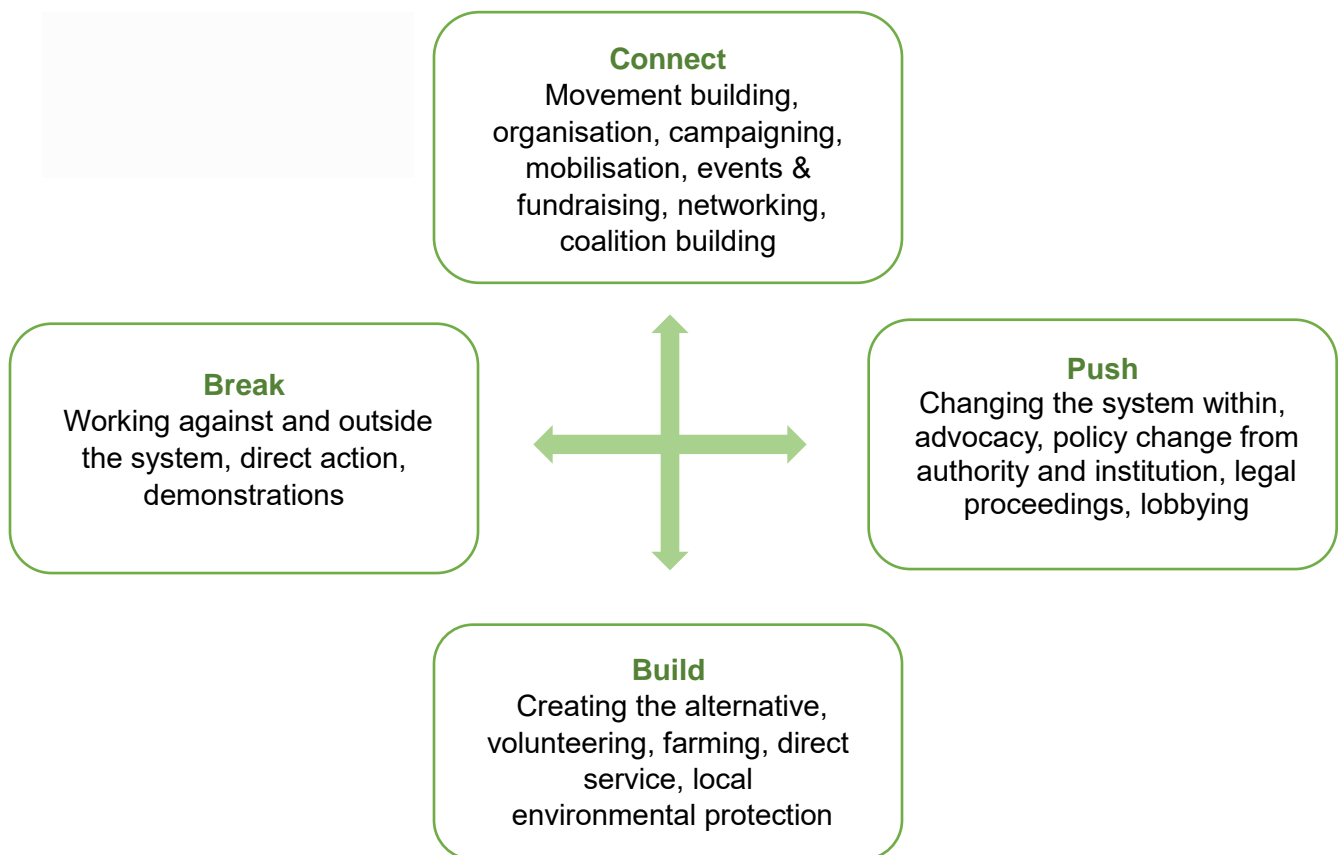 Connect
Movement building,
organisation, campaigning,
mobilisation, events &
fundraising, networking,
coalition building
Break
Working against and outside
the system, direct action,
demonstrations
Push
Changing the system within,
advocacy, policy change from
authority and institution, legal
proceedings, lobbying
Build
Creating the alternative,
volunteering, farming, direct
service, local
environmental protection